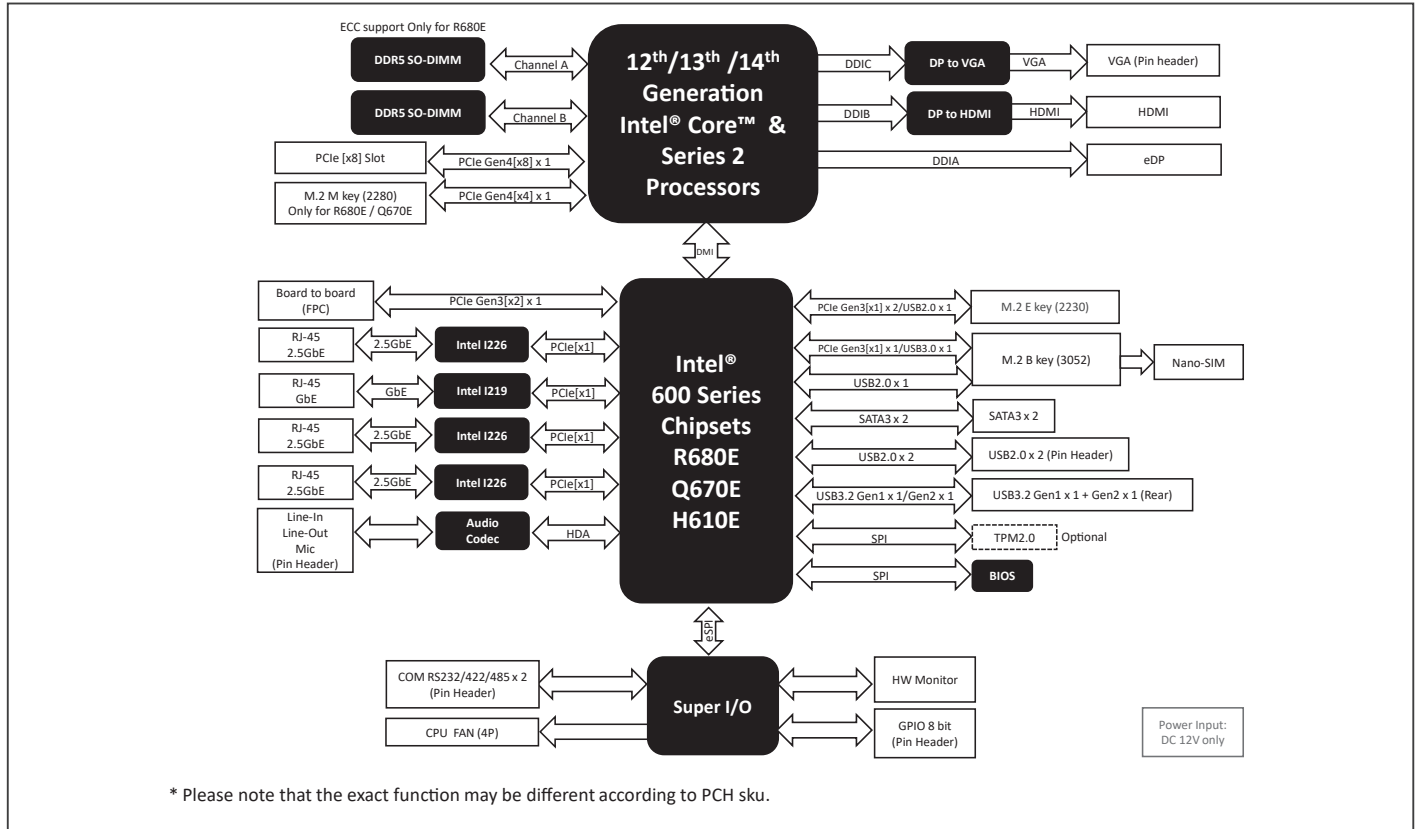 ECC support Only for R680E
DDR5 SO-DIMM
Channel A
DDR5 SO-DIMM
Channel B
PCIe [x8] Slot
PCIe Gen4[x8] x 1
M.2 M key (2280)
Only for R680E / Q670E
PCIe Gen4[x4] x 1
12th/13th /14th
Generation
Intel® Core™ &
Series 2
Processors
DDIC
DP to VGA
VGA
VGA (Pin header)
DDIB
DP to HDMI
HDMI
HDMI
DDIA
eDP
DMI
Board to board
(FPC)
PCIe Gen3[x2] x 1
RJ-45
2.5GbE
2.5GbE
Intel I226
PCIe[x1]
RJ-45
GbE
GbE
Intel I219
PCIe[x1]
RJ-45
2.5GbE
2.5GbE
Intel I226
PCIe[x1]
RJ-45
2.5GbE
2.5GbE
Intel I226
PCIe[x1]
Line-In
Line-Out
Mic
(Pin Header)
Audio
Codec
HDA
Intel®
600 Series
Chipsets
R680E
Q670E
H610E
PCIe Gen3[x1] x 2/USB2.0 x 1
M.2 E key (2230)
PCIe Gen3[x1] x 1/USB3.0 x 1
M.2 B key (3052)
Nano-SIM
USB2.0 x 1
SATA3 x 2
SATA3 x 2
USB2.0 x 2
USB2.0 x 2 (Pin Header)
USB3.2 Gen1 x 1/Gen2 x 1
USB3.2 Gen1 x 1 + Gen2 x 1 (Rear)
SPI
TPM2.0
Optional
SPI
BIOS
eSPI
COM RS232/422/485 x 2
(Pin Header)
CPU FAN (4P)
Super I/O
HW Monitor
GPIO 8 bit
(Pin Header)
Power Input:
DC 12V only
* Please note that the exact function may be different according to PCH sku.